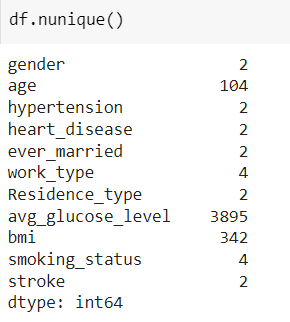 df.nunique()
gender 2
age 104
hypertension 2
heart_disease 2
ever_married 2
work_type 4
Residence_type 2
avg_glucose_level 3895
bmi 342
smoking_status 4
stroke 2
dtype: int64